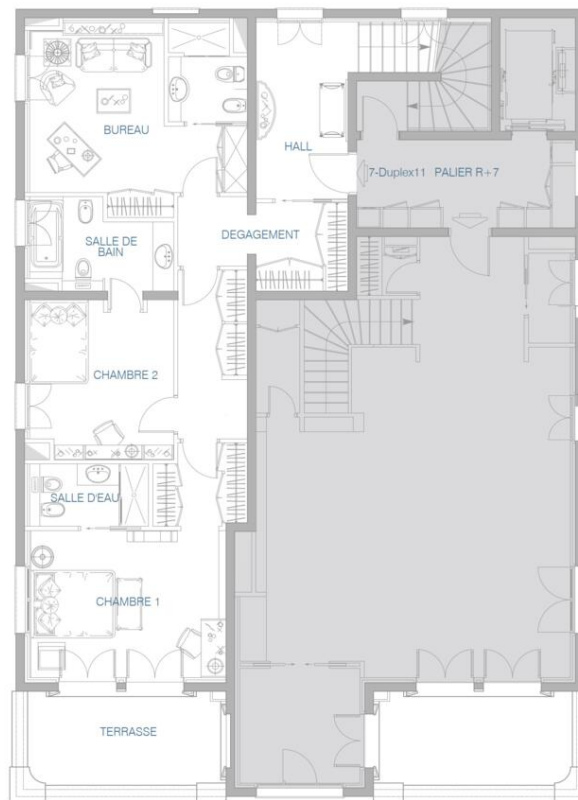 BUREAU
HALL
7-Duplex11 PALIER R+7
SALLE DE
BAIN
DEGAGEMENT
CHAMBRE 2
SALLE D'EAU
CHAMBRE 1
TERRASSE